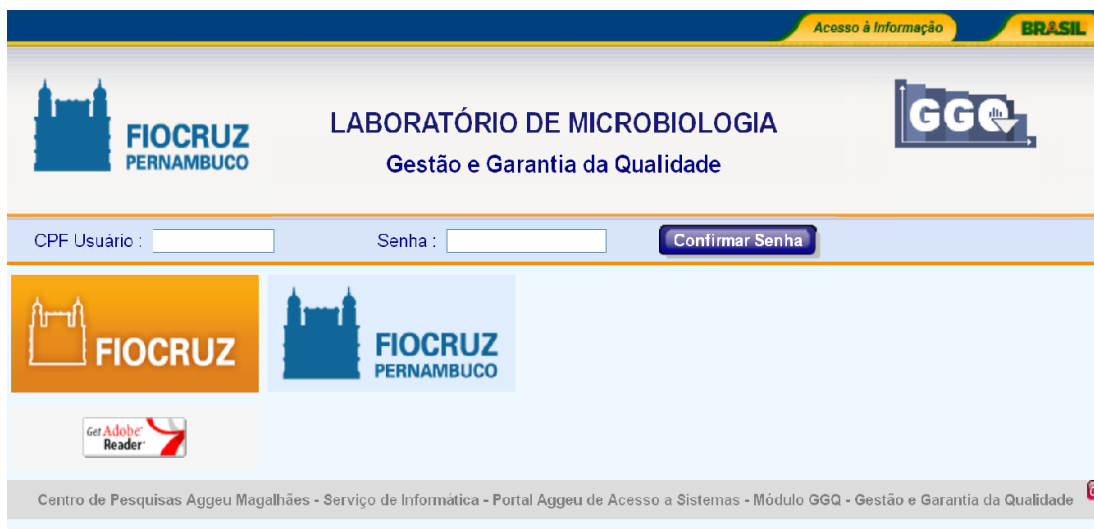 Acesso à Informação
BRASIL
FIOCRUZ
PERNAMBUCO
LABORATÓRIO DE MICROBIOLOGIA
Gestão e Garantia da Qualidade
GGQ
CPF Usuário :
Senha :
Confirmar Senha
FIOCRUZ
FIOCRUZ
PERNAMBUCO
Get Adobe
Reader
Centro de Pesquisas Aggeu Magalhães - Serviço de Informática - Portal Aggeu de Acesso a Sistemas - Módulo GGQ - Gestão e Garantia da Qualidade